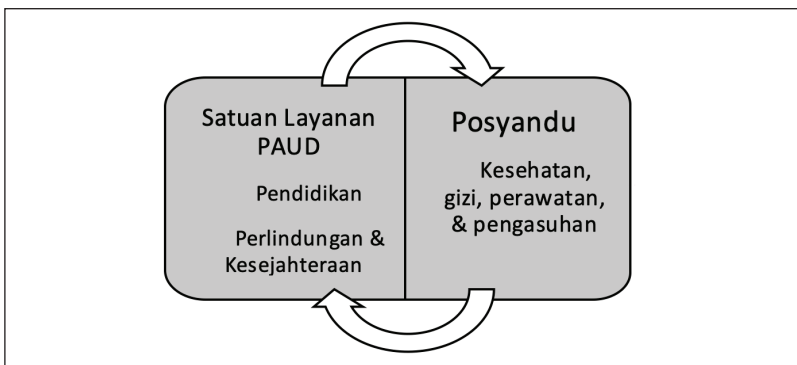 Satuan Layanan
PAUD
Pendidikan
Perlindungan &
Kesejahteraan
Posyandu
Kesehatan,
gizi, perawatan,
& pengasuhan